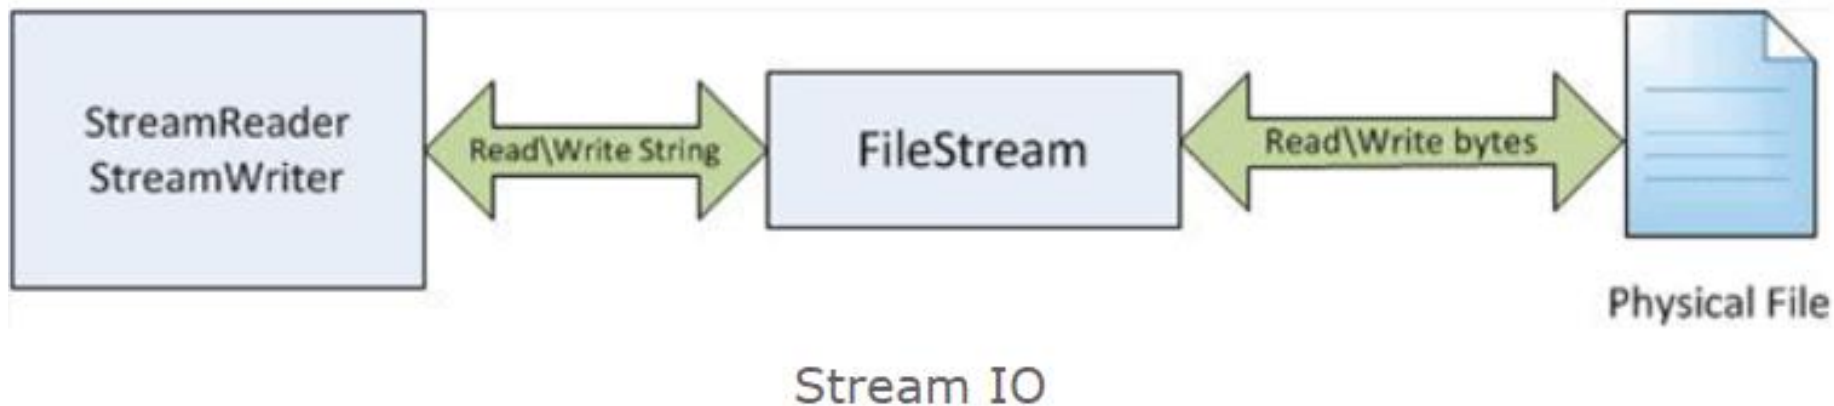 StreamReader
StreamWriter
Read\Write String
FileStream
Read\Write bytes
Physical File
Stream IO